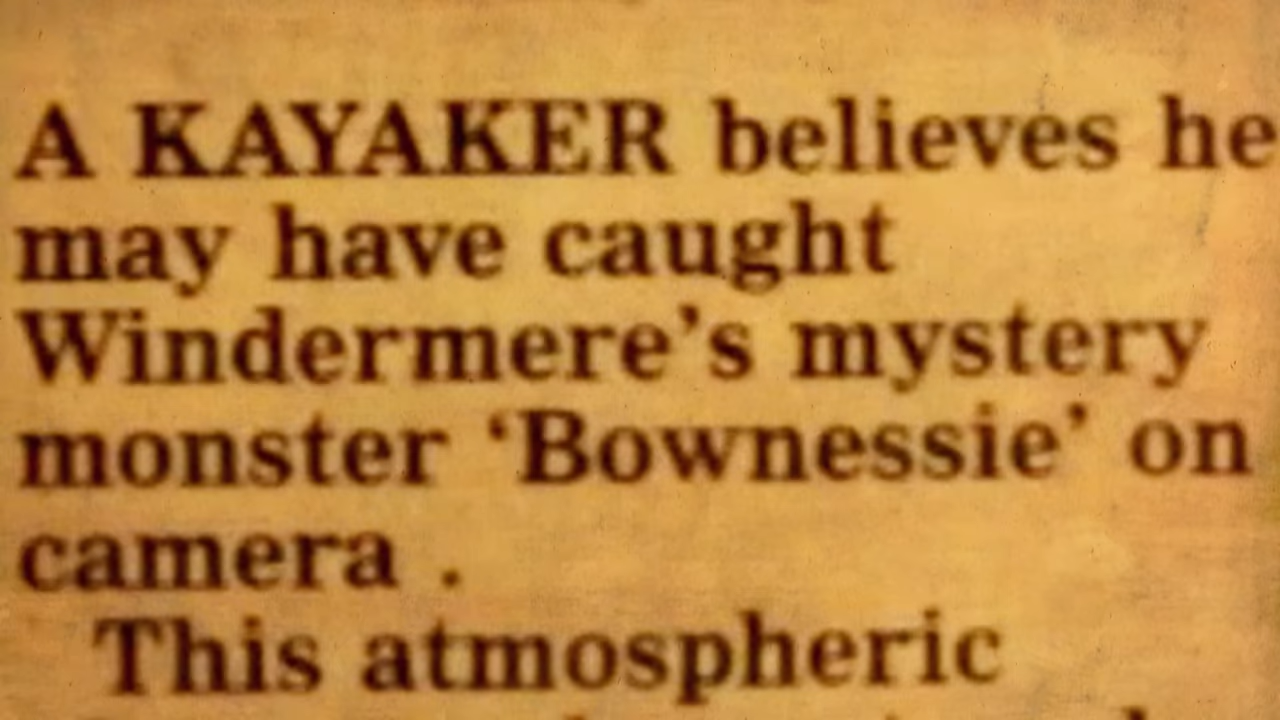 A KAYAKER believes he
may have caught
Windermere’s mystery
monster ‘Bownessie’ on
camera .
This atmospheric